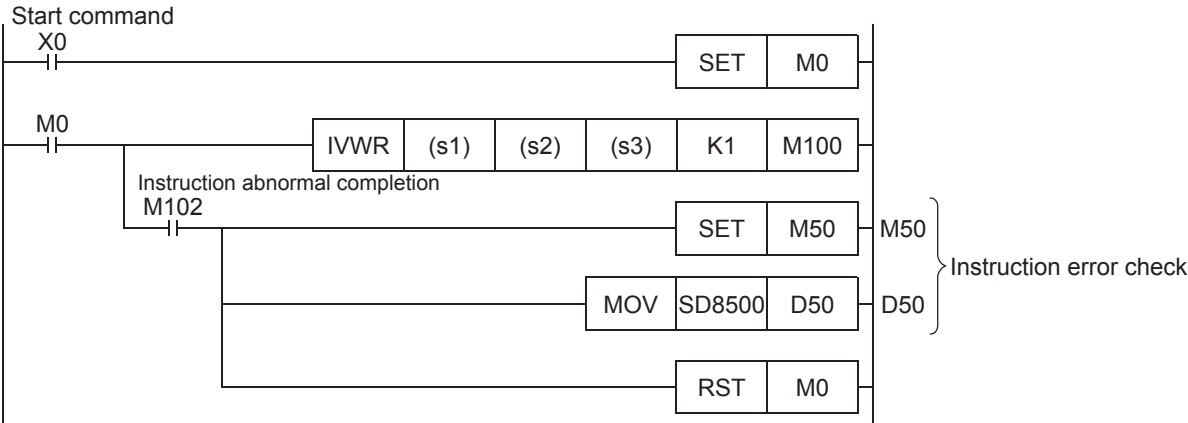 Start command
X0
SET M0
M0
IVWR (s1) (s2) (s3) K1 M100
Instruction abnormal completion
M102
SET M50 M50
Instruction error check
MOV SD8500 D50 D50
RST M0